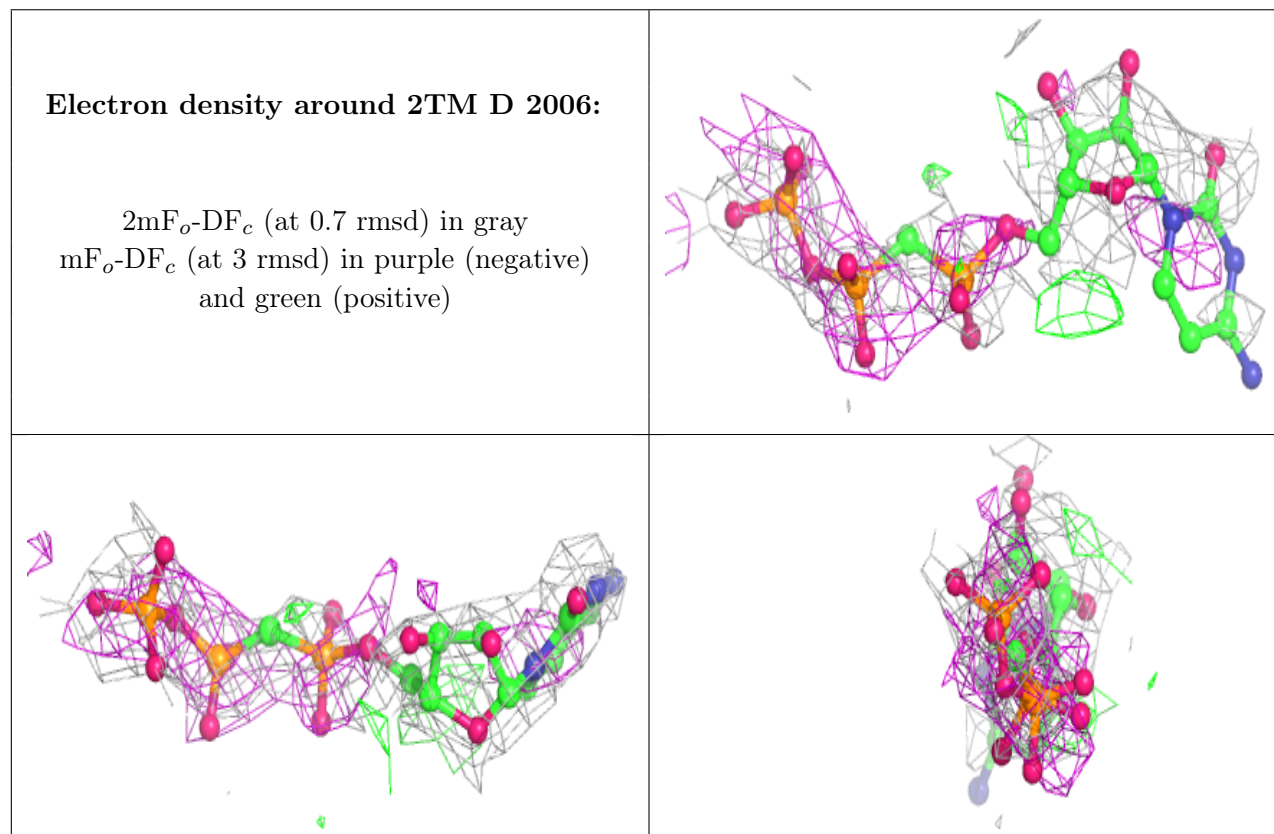 Electron density around 2TM D 2006:
2mFo-DFc (at 0.7 rmsd) in gray
mFo-DFc (at 3 rmsd) in purple (negative)
and green (positive)